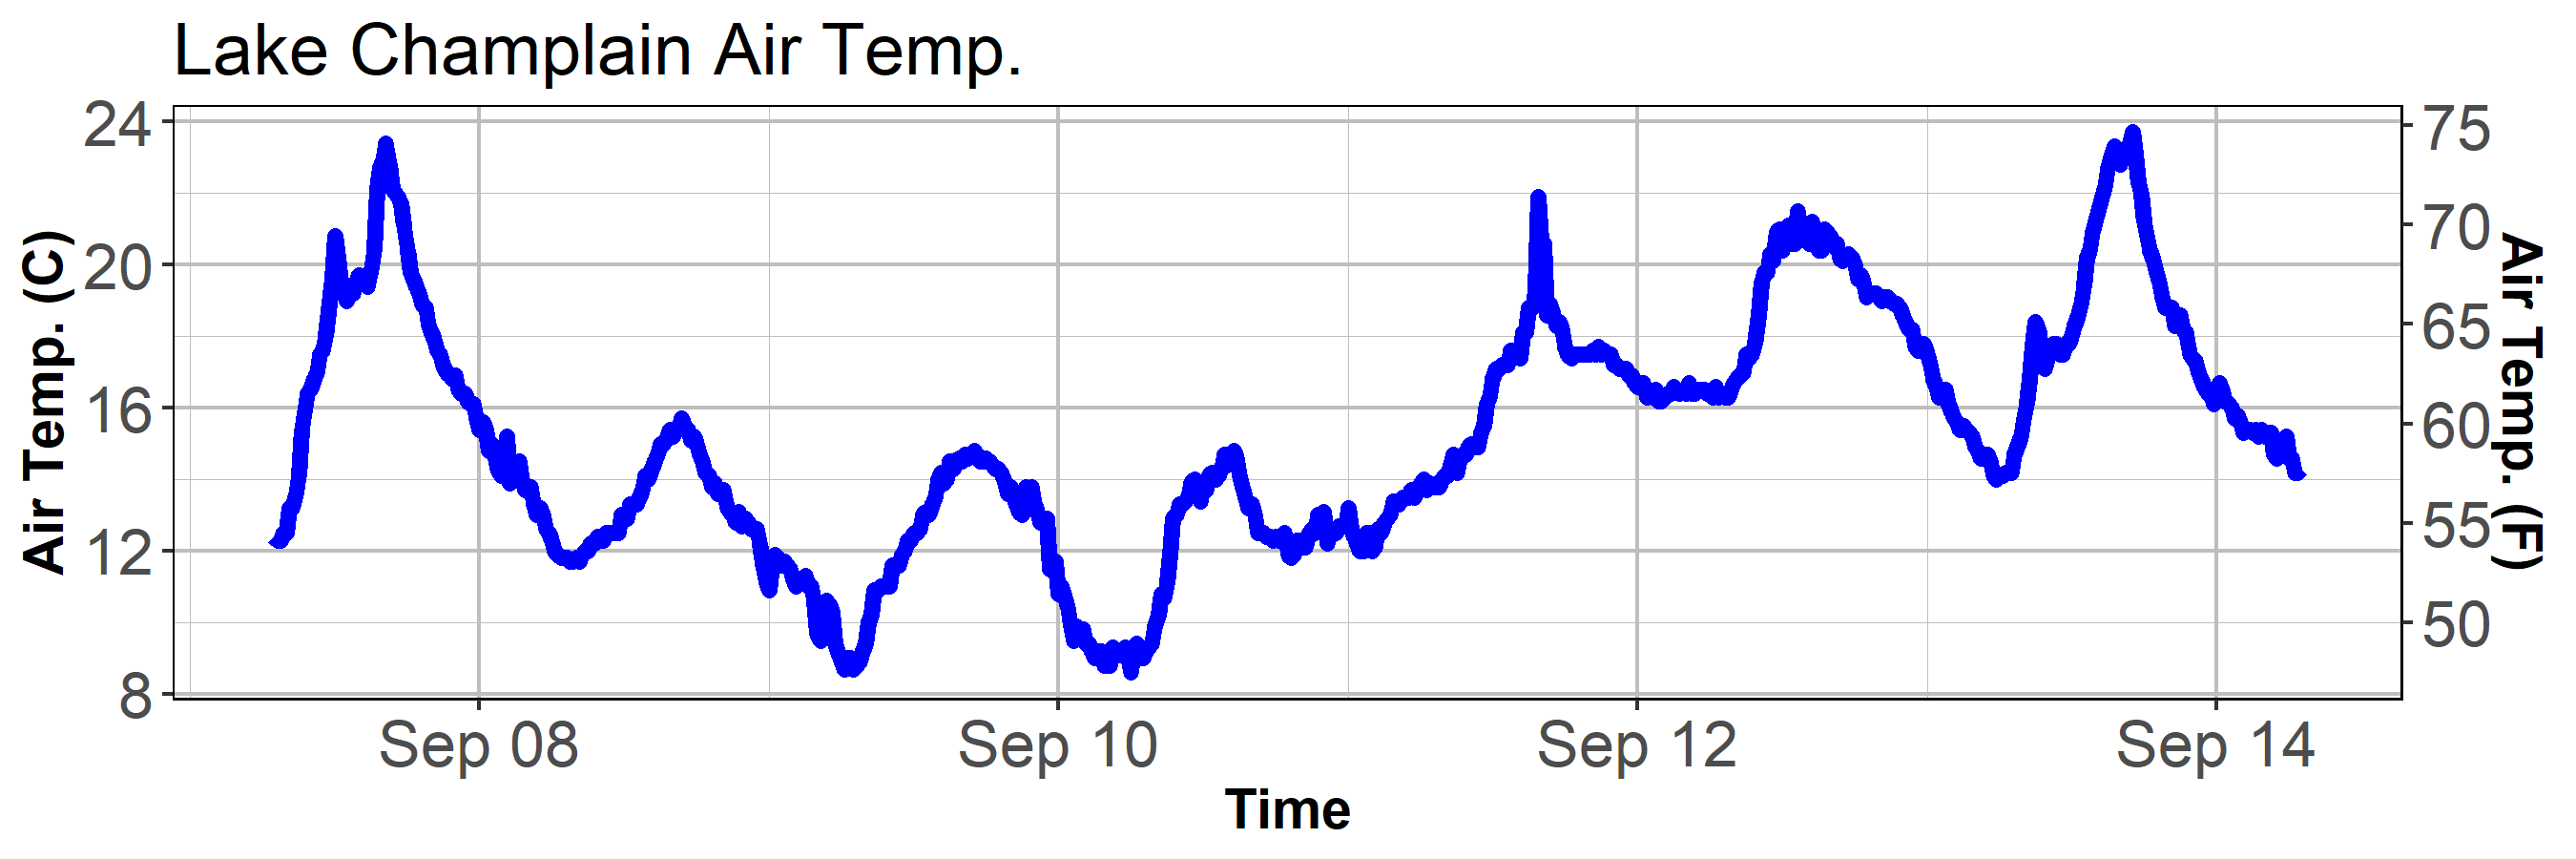 Lake Champlain Air Temp.
24
20
16
12
8
Air Temp. (C)
75
70
65
60
55
50
Air Temp. (F)
Sep 08
Sep 10
Sep 12
Sep 14
Time